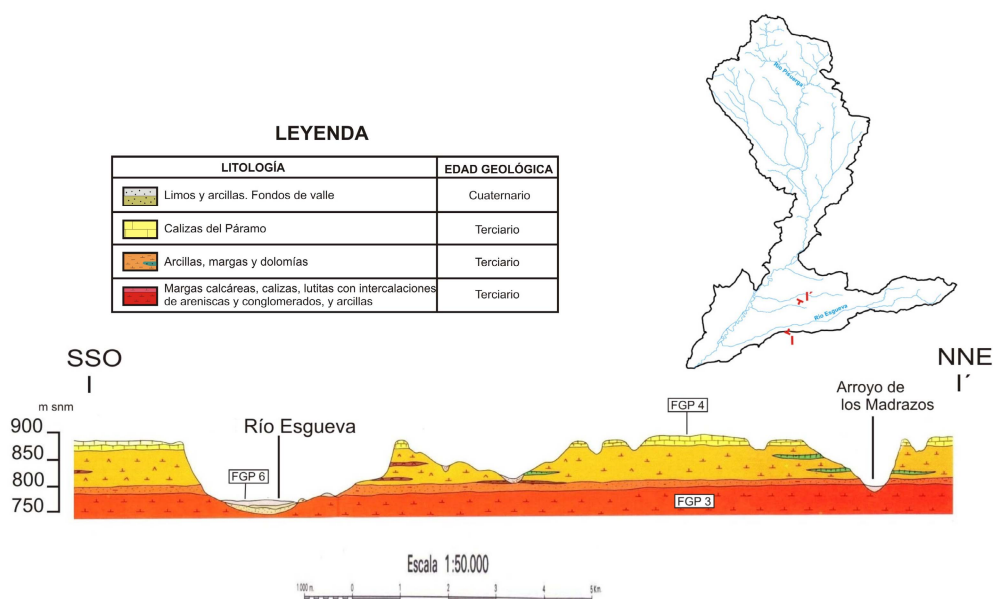 LEYENDA
LITOLOGÍA
EDAD GEOLÓGICA
Limos y arcillas. Fondos de valle
Cuaternario
Calizas del Páramo
Terciario
Arcillas, margas y dolomías
Terciario
Margas calcáreas, calizas, lutitas con intercalaciones
de areniscas y conglomerados, y arcillas
Terciario
Río Pisuerga
I´
Río Esgueva
I
SSO
I
NNE
I´
m snm
900
850
800
750
Río Esgueva
Arroyo de
los Madrazos
FGP 4
FGP 6
FGP 3
Escala 1:50.000
1000 m. 0 1 2 3 4 5 Km